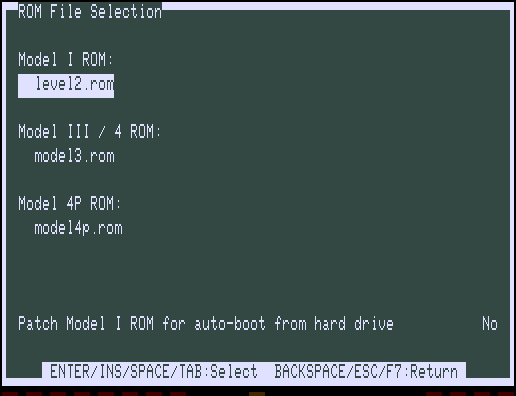 ROM File Selection
Model I ROM:
level2.rom
Model III / 4 ROM:
model3.rom
Model 4P ROM:
model4p.rom
Patch Model I ROM for auto-boot from hard drive No
ENTER/INS/SPACE/TAB:Select BACKSPACE/ESC/F7:Return